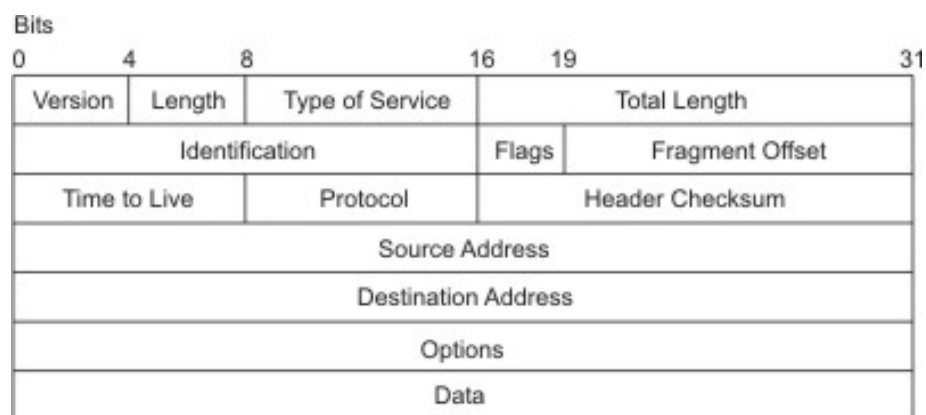 Bits
0 4 8 16 19 31
Version Length Type of Service Total Length
Identification Flags Fragment Offset
Time to Live Protocol Header Checksum
Source Address
Destination Address
Options
Data